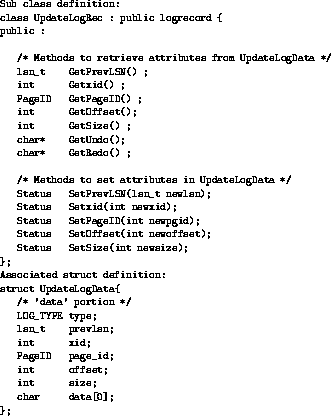 Sub class definition:
class UpdateLogRec : public logrecord {
public :
/* Methods to retrieve attributes from UpdateLogData */
lsn_t GetPrevLSN() ;
int Getxid() ;
PageID GetPageID() ;
int GetOffset();
int GetSize() ;
char* GetUndo();
char* GetRedo() ;
/* Methods to set attributes in UpdateLogData */
Status SetPrevLSN(lsn_t newlsn);
Status Setxid(int newxid);
Status SetPageID(int newpgid);
Status SetOffset(int newoffset);
Status SetSize(int newsize);
};
Associated struct definition:
struct UpdateLogData{
/* 'data' portion */
LOG_TYPE type;
lsn_t prevlsn;
int xid;
PageID page_id;
int offset;
int size;
char data[0];
};